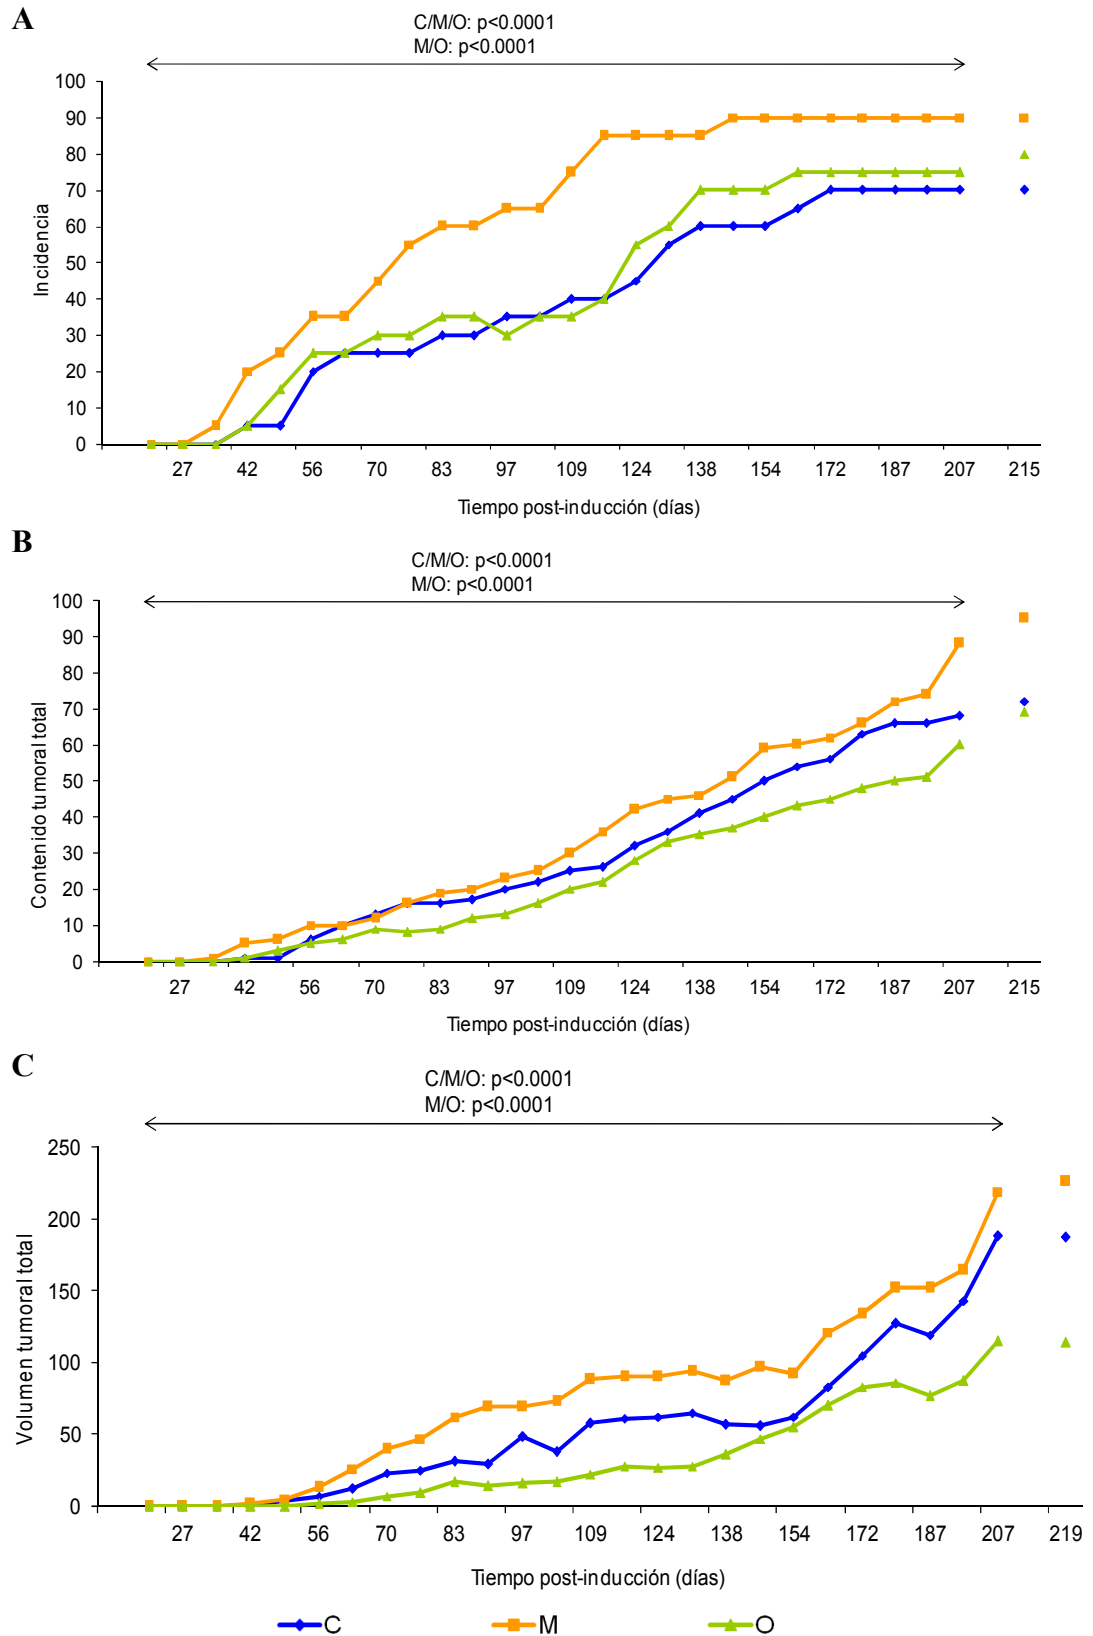 A
C/M/O: p<0.0001
M/O: p<0.0001
100
90
80
70
60
50
40
30
20
10
0
Incidencia
27 42 56 70 83 97 109 124 138 154 172 187 207 215
Tiempo post-inducción (días)
B
C/M/O: p<0.0001
M/O: p<0.0001
100
90
80
70
60
50
40
30
20
10
0
Contenido tumoral total
27 42 56 70 83 97 109 124 138 154 172 187 207 215
Tiempo post-inducción (días)
C
C/M/O: p<0.0001
M/O: p<0.0001
250
200
150
100
50
0
Volumen tumoral total
27 42 56 70 83 97 109 124 138 154 172 187 207 219
Tiempo post-inducción (días)
C M O